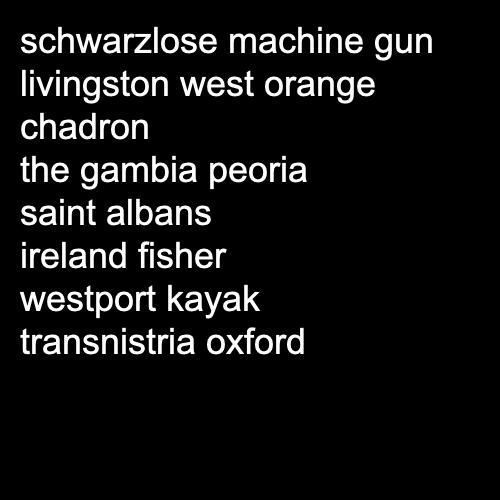 schwarzlose machine gun
livingston west orange
chadron
the gambia peoria
saint albans
ireland fisher
westport kayak
transnistria oxford